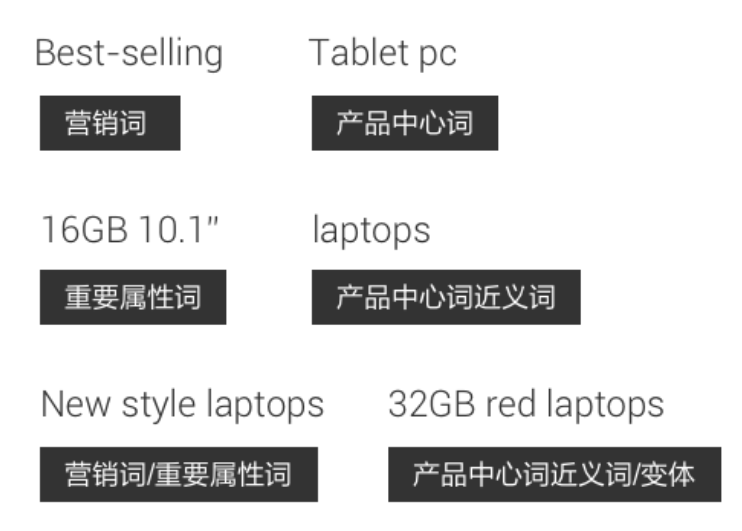 Best-selling
Tablet pc
营销词
产品中心词
16GB 10.1"
laptops
重要属性词
产品中心词近义词
New style laptops
32GB red laptops
营销词/重要属性词
产品中心词近义词/变体